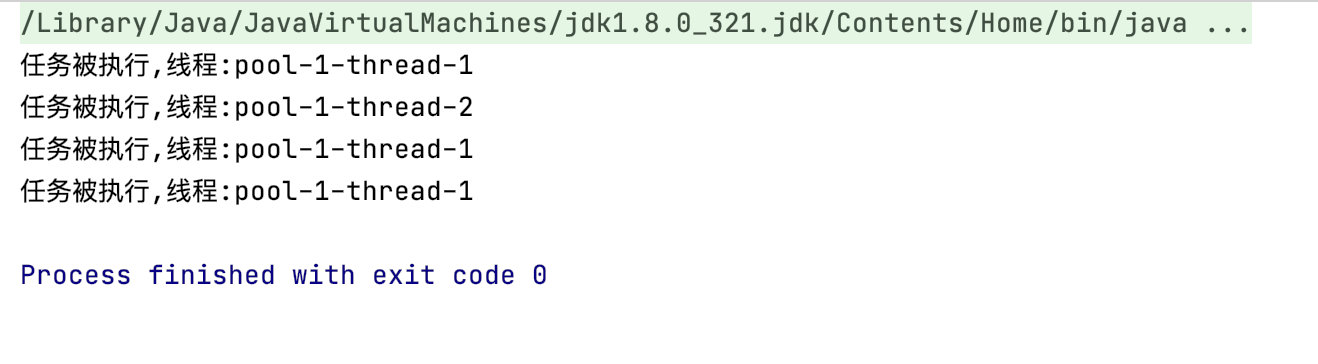 /Library/Java/JavaVirtualMachines/jdk1.8.0_321.jdk/Contents/Home/bin/java ...
任务被执行,线程:pool-1-thread-1
任务被执行,线程:pool-1-thread-2
任务被执行,线程:pool-1-thread-1
任务被执行,线程:pool-1-thread-1
Process finished with exit code 0